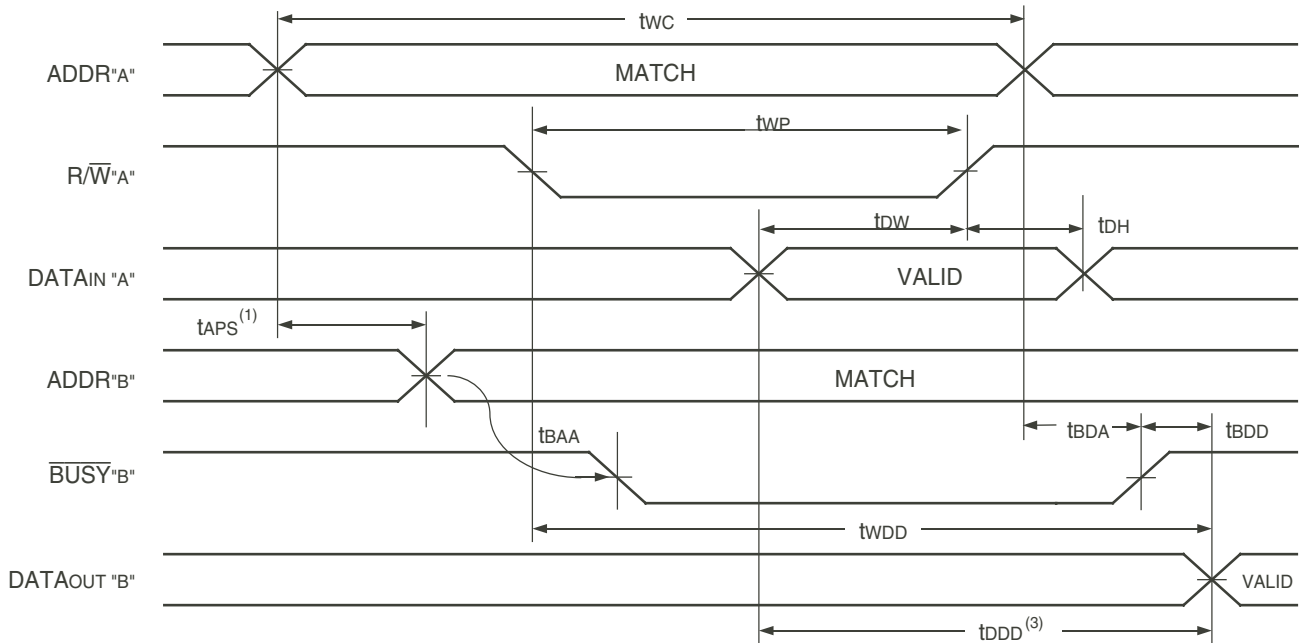 tWC
ADDR"A"
MATCH
tWP
R/W̅"A"
tDW
tDH
DATAIN "A"
VALID
tAPS(1)
ADDR"B"
MATCH
tBAA
tBDA
tBDD
B̅U̅S̅Y̅"B"
tWDD
DATAOUT "B"
VALID
tDDD(3)